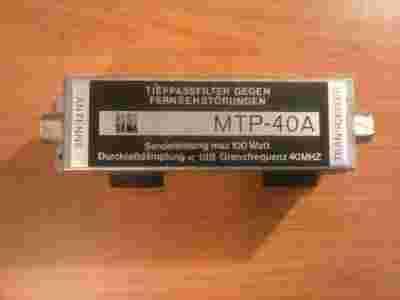 TIEFPASSFILTER GEGEN
FERNSEHSTÖRUNGEN
ANTENNE
MTP-40A
TRANSCEIVER
Sendeleistung max 100 Watt
Durchlaßdämpfung < 1dB Grenzfrequenz 40MHZ